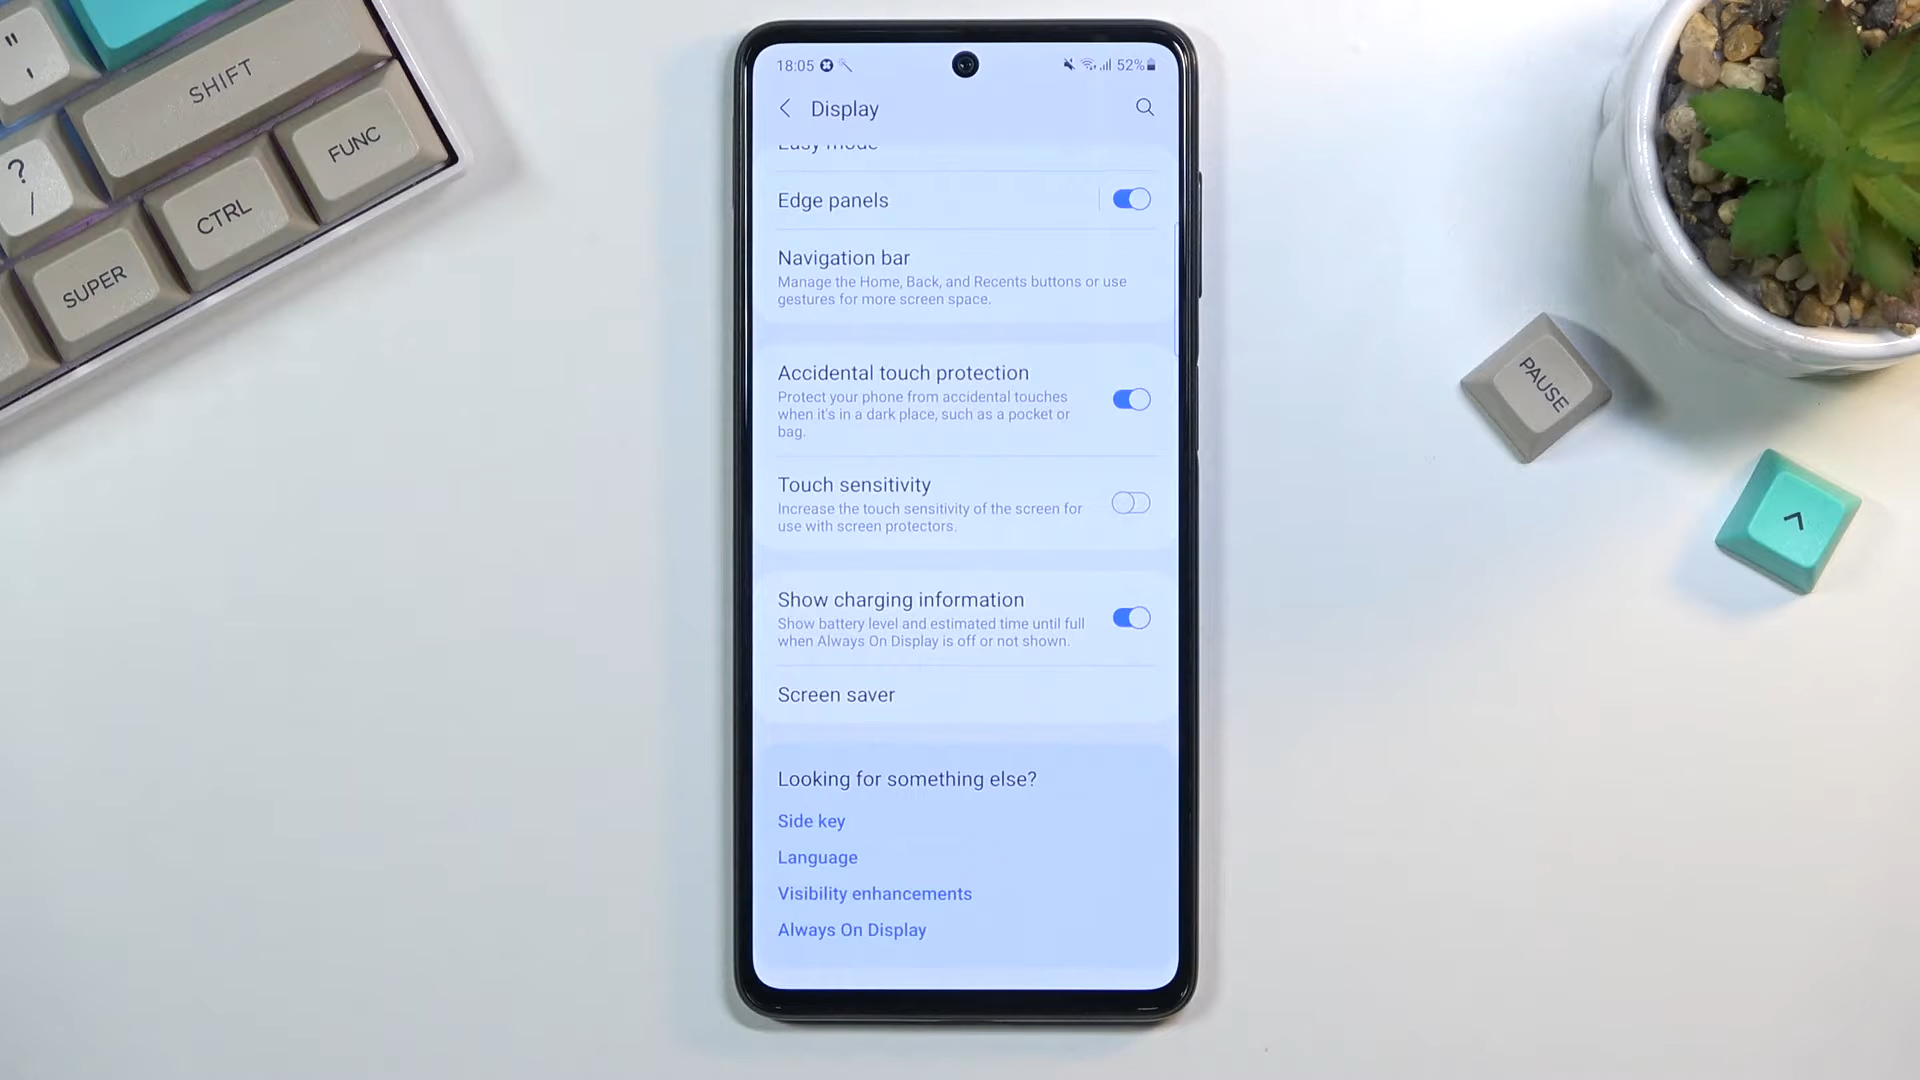 "
'
SHIFT
FUNC
?
/
CTRL
SUPER
18:05
52%
Display
Easy mode
Edge panels
Navigation bar
Manage the Home, Back, and Recents buttons or use
gestures for more screen space.
Accidental touch protection
Protect your phone from accidental touches
when it's in a dark place, such as a pocket or
bag.
Touch sensitivity
Increase the touch sensitivity of the screen for
use with screen protectors.
Show charging information
Show battery level and estimated time until full
when Always On Display is off or not shown.
Screen saver
Looking for something else?
Side key
Language
Visibility enhancements
Always On Display
PAUSE